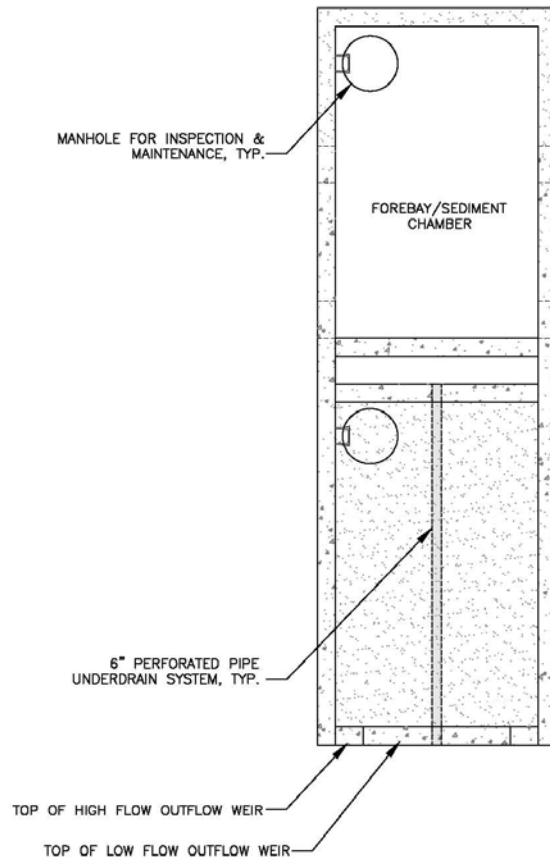 MANHOLE FOR INSPECTION &
MAINTENANCE, TYP.
FOREBAY/SEDIMENT
CHAMBER
6" PERFORATED PIPE
UNDERDRAIN SYSTEM, TYP.
TOP OF HIGH FLOW OUTFLOW WEIR
TOP OF LOW FLOW OUTFLOW WEIR